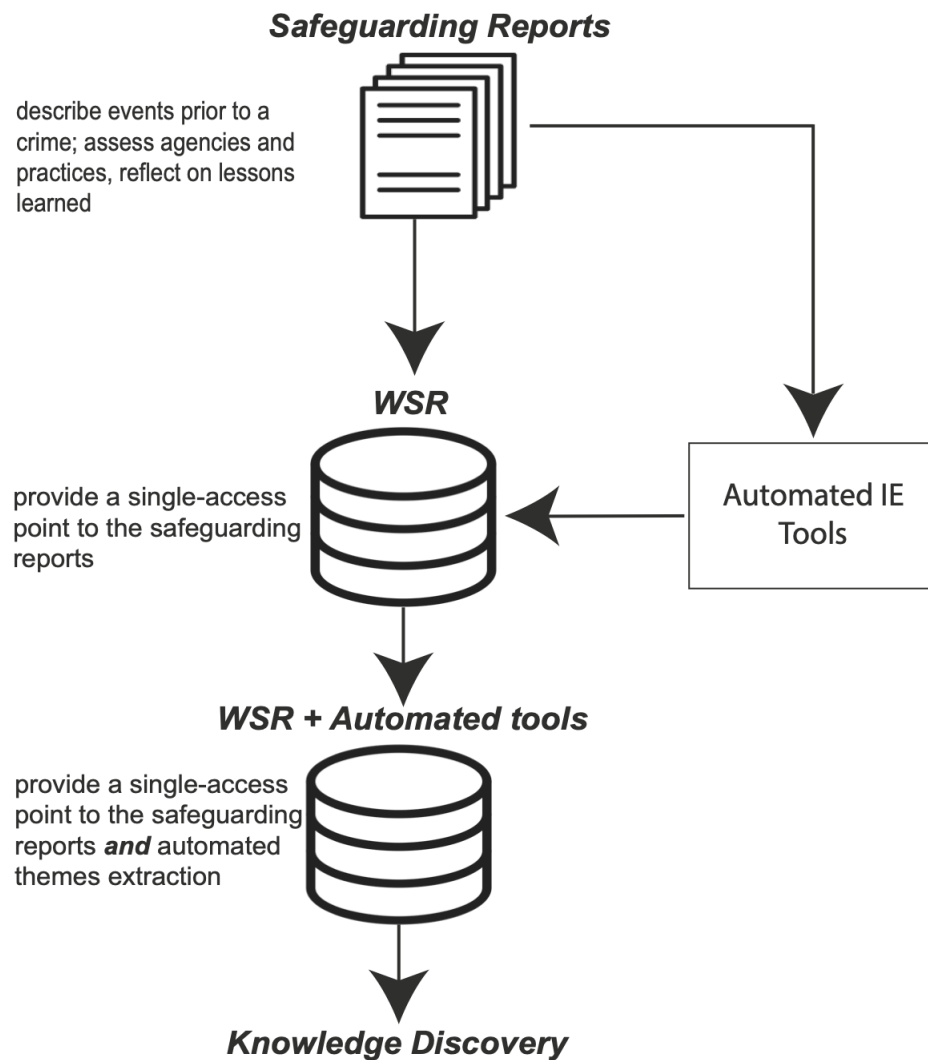 Safeguarding Reports
describe events prior to a
crime; assess agencies and
practices, reflect on lessons
learned
WSR
provide a single-access
point to the safeguarding
reports
Automated IE
Tools
WSR + Automated tools
provide a single-access
point to the safeguarding
reports and automated
themes extraction
Knowledge Discovery